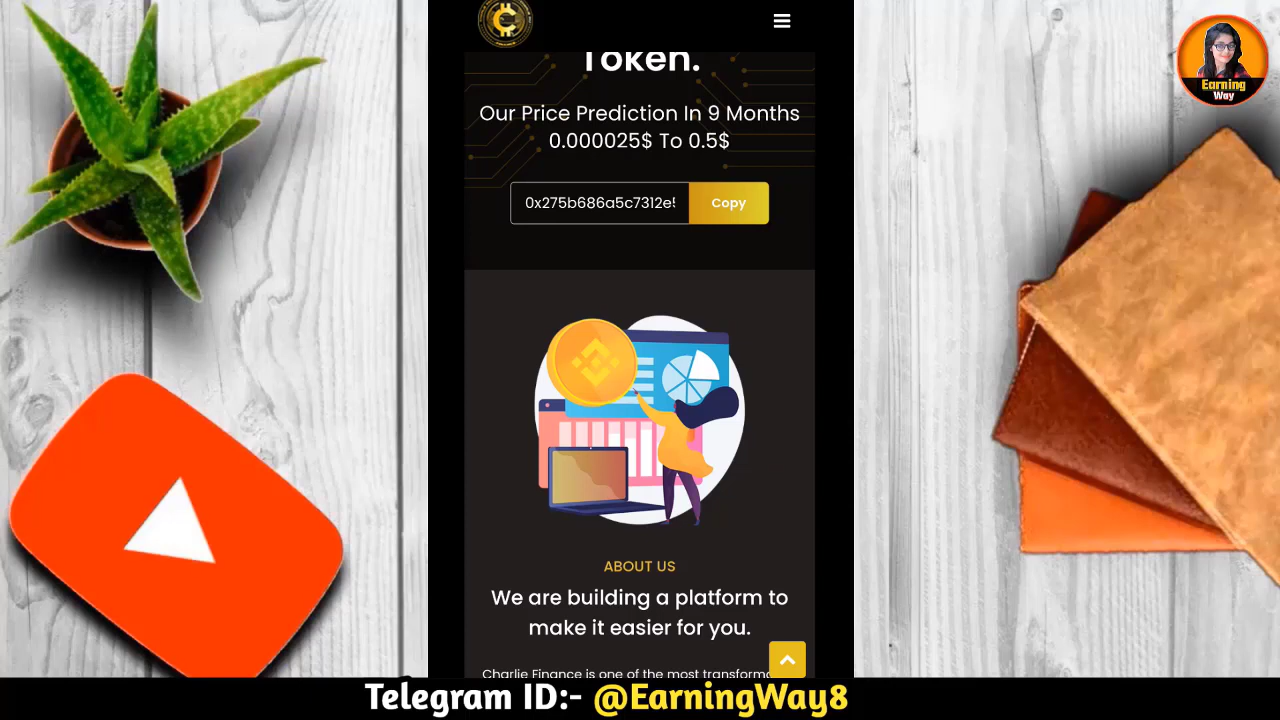 Token.
Our Price Prediction In 9 Months
0.000025$ To 0.5$
0x275b686a5c7312e
Copy
ABOUT US
We are building a platform to
make it easier for you.
Charlie Finance is one of the most
Earning
Way
Telegram ID:- @EarningWay8